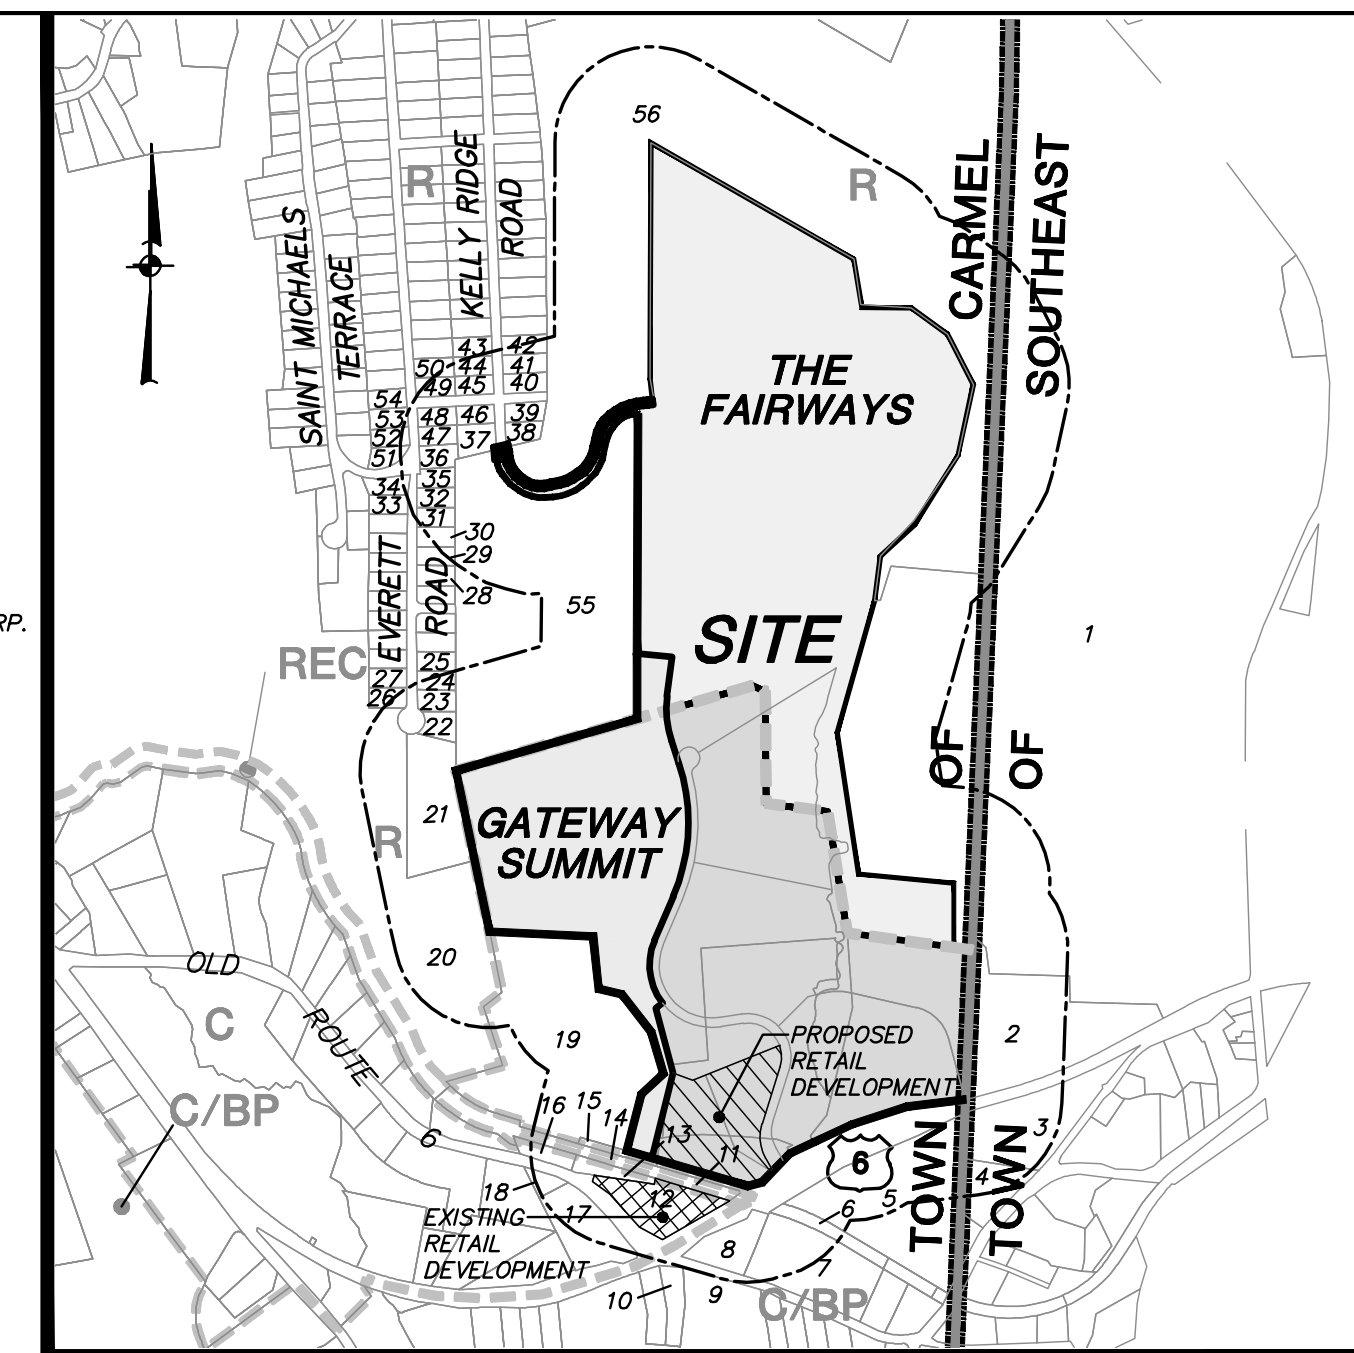 56
R
R
CARMEL
SOUTHEAST
KELLY RIDGE
ROAD
SAINT MICHAELS
TERRACE
THE
FAIRWAYS
43
42
50
44
41
49
45
40
54
53
48
46
39
52
47
37
38
51
36
34
35
33
32
31
30
29
28
EVERETT
ROAD
55
RP.
SITE
1
REC
25
27
24
26
23
22
OF
OF
21
R
GATEWAY
SUMMIT
20
OLD
C
ROUTE
19
PROPOSED
RETAIL
DEVELOPMENT
2
C/BP
16
15
14
13
6
11
3
TOWN
TOWN
6
4
18
12
5
EXISTING
17
6
RETAIL
8
DEVELOPMENT
7
10
9
C/BP